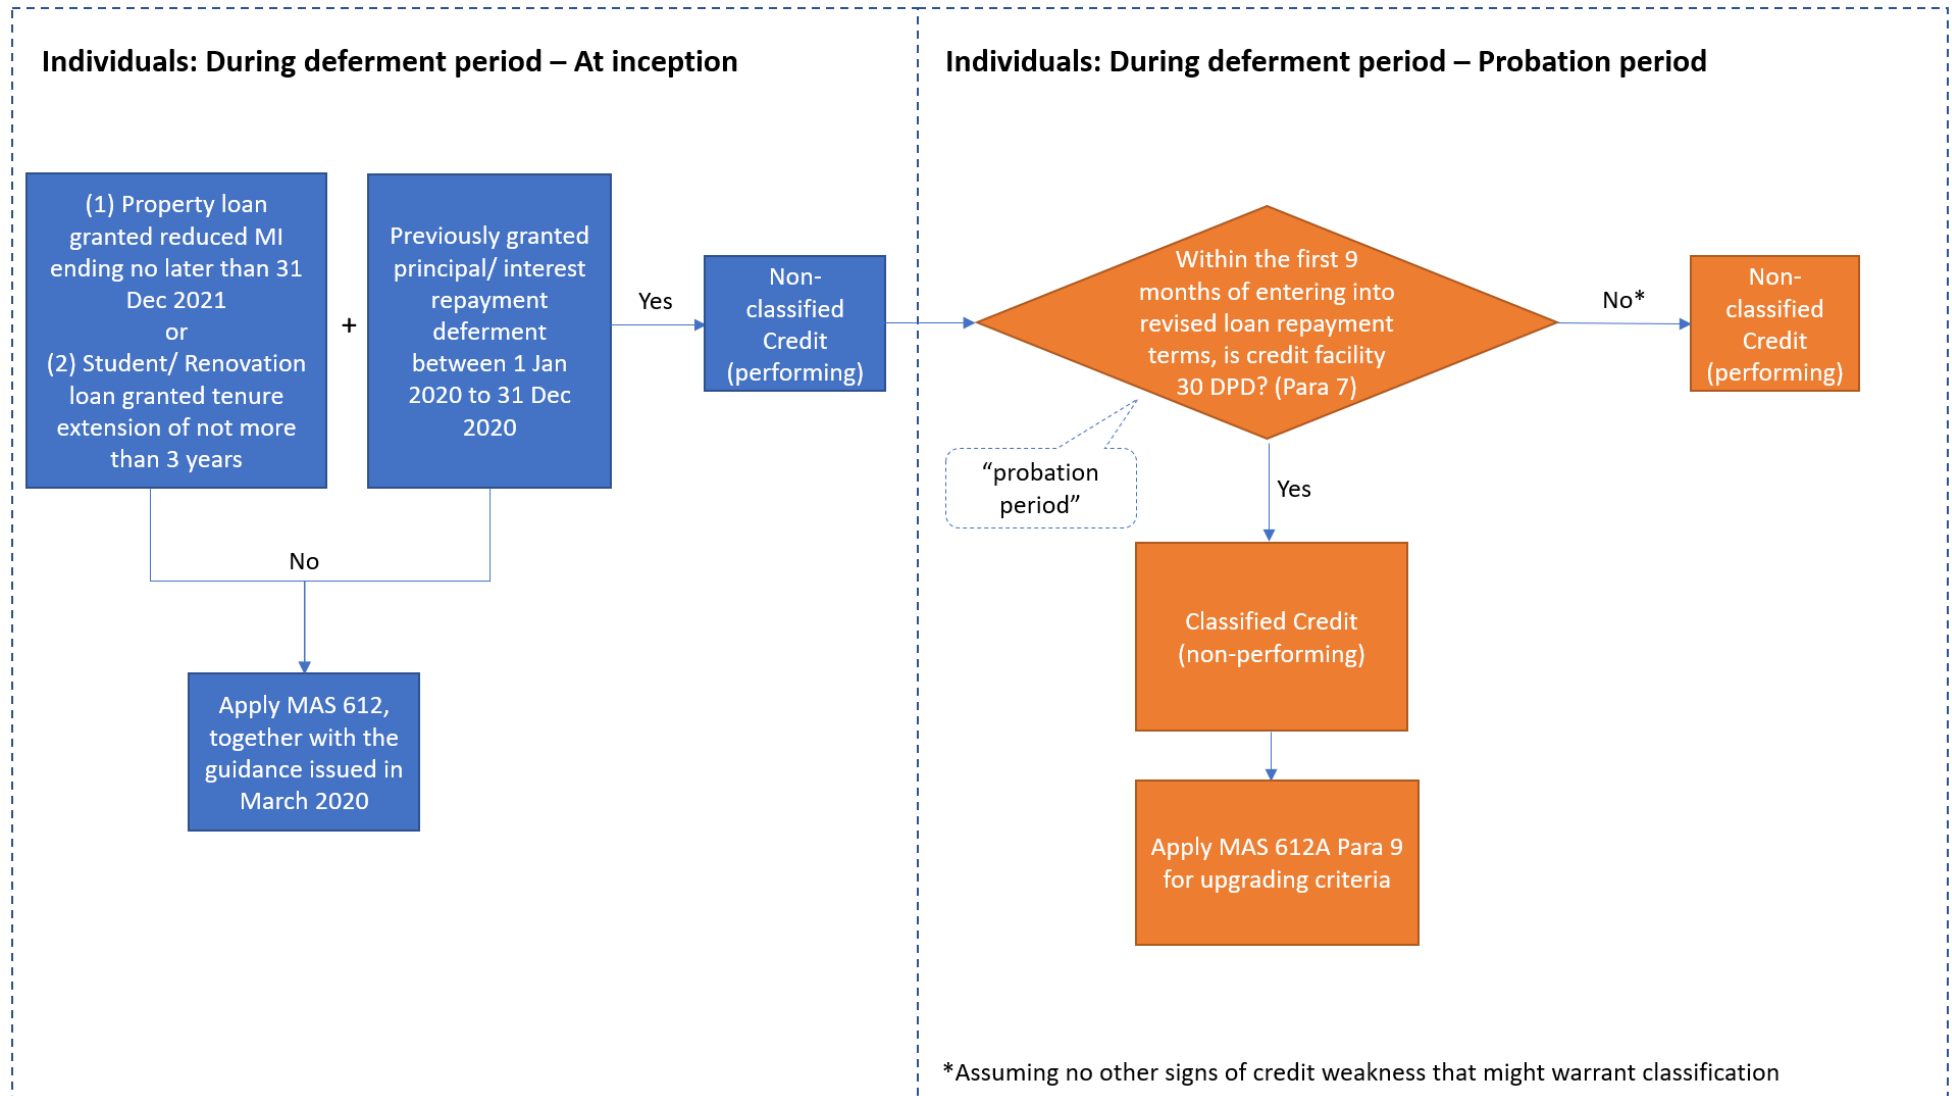 Individuals: During deferment period – At inception
(1) Property loan
granted reduced MI
ending no later than 31
Dec 2021
or
(2) Student/ Renovation
loan granted tenure
extension of not more
than 3 years
+
Previously granted
principal/ interest
repayment
deferment
between 1 Jan
2020 to 31 Dec
2020
Yes
Non-
classified
Credit
(performing)
No
Apply MAS 612,
together with the
guidance issued in
March 2020
Individuals: During deferment period – Probation period
Within the first 9
months of entering into
revised loan repayment
terms, is credit facility
30 DPD? (Para 7)
No*
Non-
classified
Credit
(performing)
“probation
period”
Yes
Classified Credit
(non-performing)
Apply MAS 612A Para 9
for upgrading criteria
*Assuming no other signs of credit weakness that might warrant classification